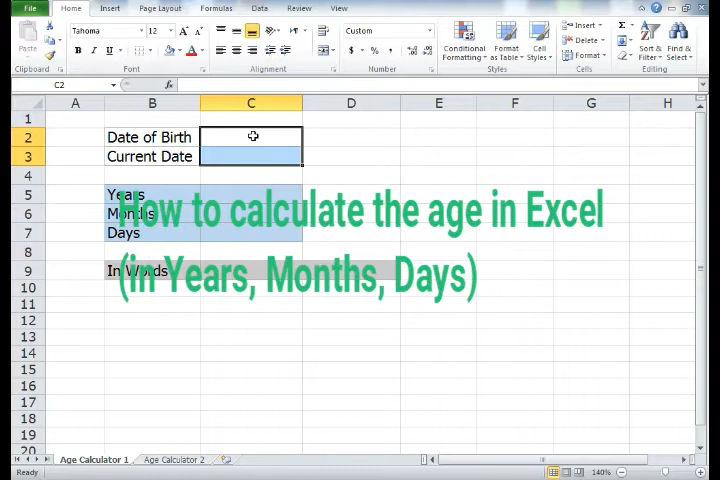 File Home Insert Page Layout Formulas Data Review View
Tahoma 12 A A Custom Insert Σ
Paste Delete
B I U A $ % , Conditional Formatting Format as Table Cell Styles Format Sort & Filter Find & Select
Clipboard Font Alignment Number Styles Cells Editing
C2 fx
A B C D E F G H
1
2 Date of Birth
3 Current Date
4
5 Years
6 Months
7 Days
How to calculate the age in Excel
8
9 In Words
(in Years, Months, Days)
10
11
12
13
14
15
16
17
18
19
20
Age Calculator 1 Age Calculator 2
Ready 140%